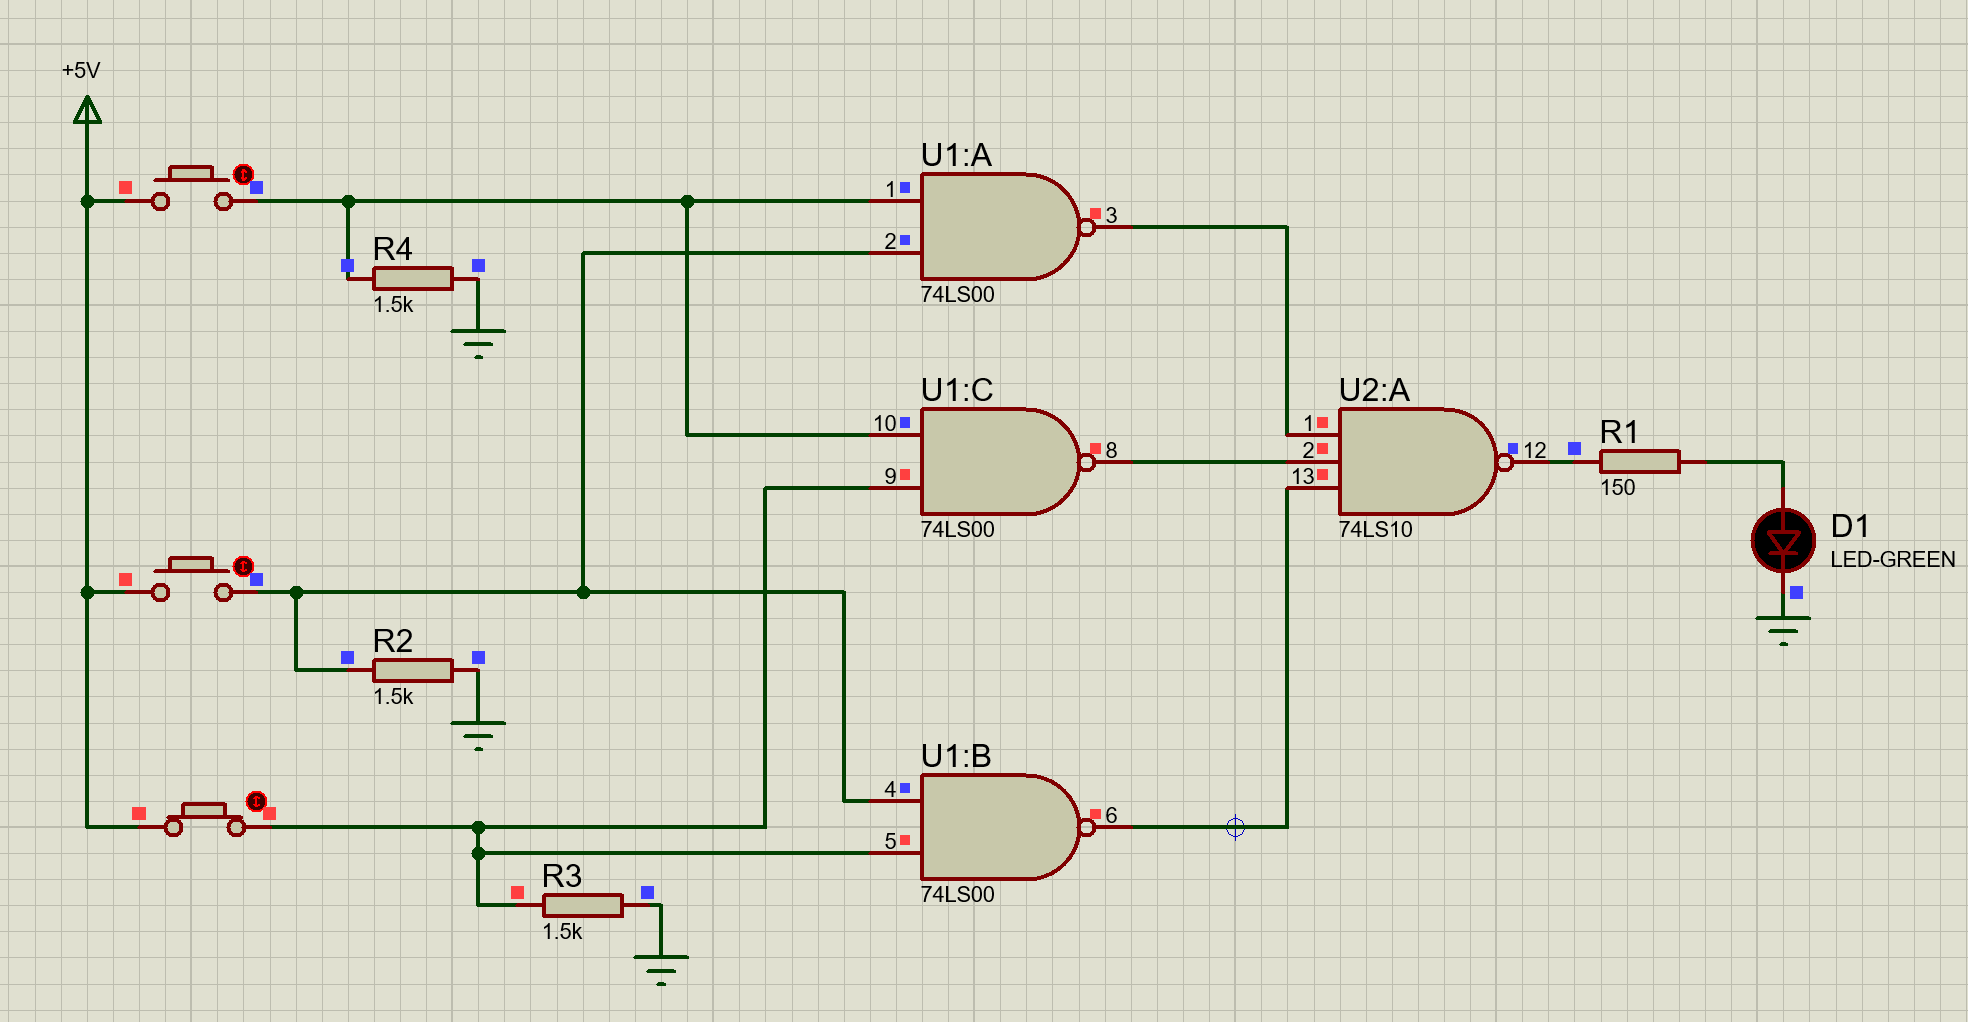 +5V
U1:A
1
2
3
74LS00
R4
1.5k
U1:C
10
9
8
74LS00
U2:A
1
2
13
12
74LS10
R1
150
D1
LED-GREEN
R2
1.5k
U1:B
4
5
6
74LS00
R3
1.5k